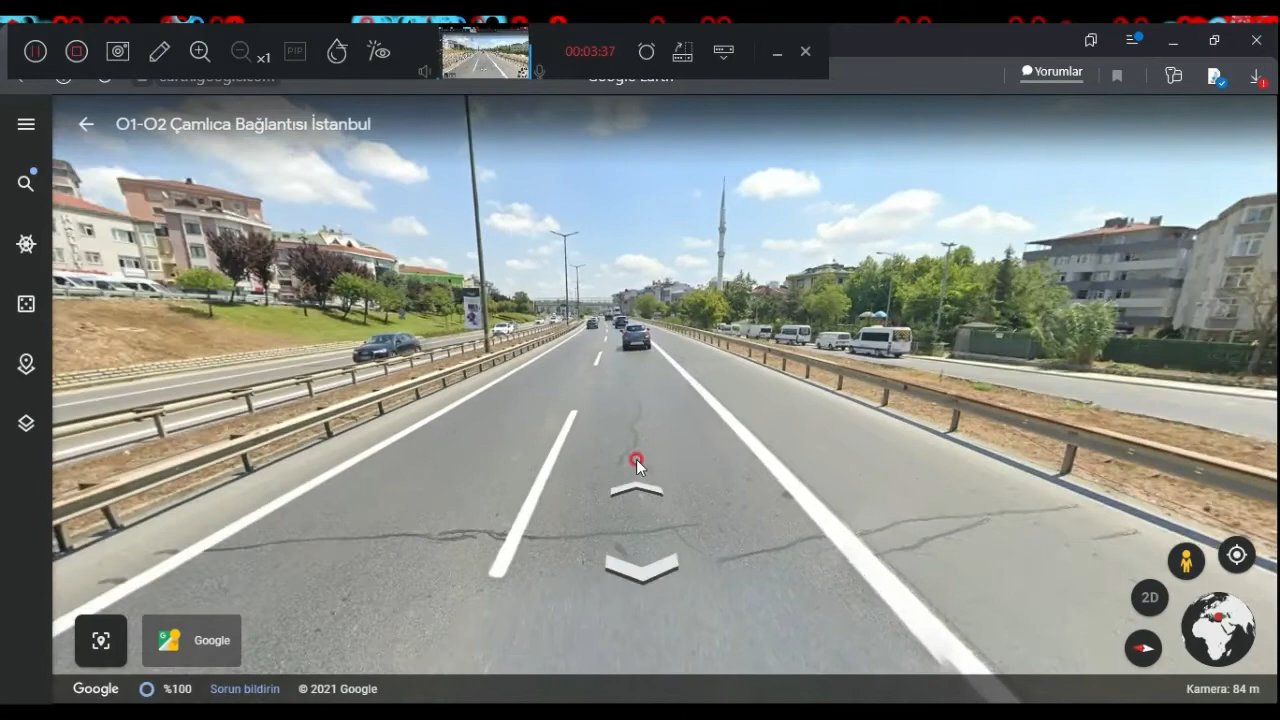 x1
PIP
00:03:37
Google Earth
Yorumlar
O1-O2 Çamlıca Bağlantısı İstanbul
2D
Google
Google
%100
Sorun bildirin
© 2021 Google
Kamera: 84 m